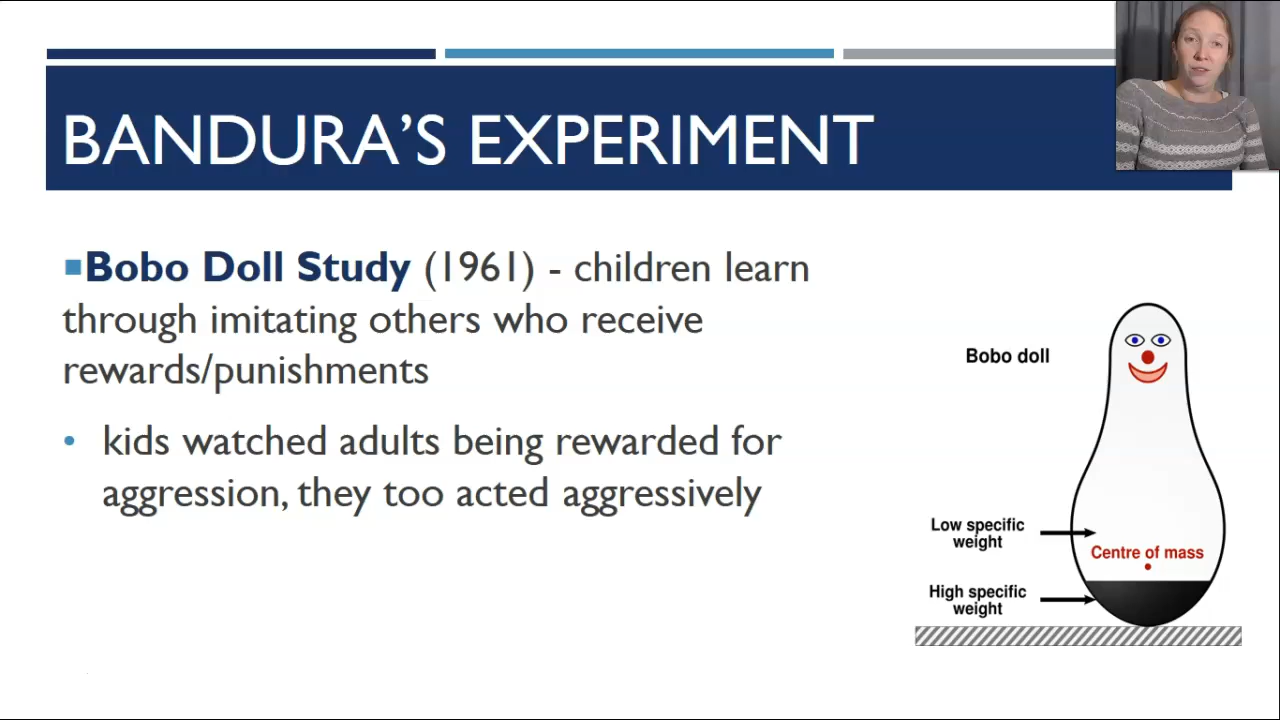 BANDURA’S EXPERIMENT
Bobo Doll Study (1961) - children learn
through imitating others who receive
rewards/punishments
• kids watched adults being rewarded for
aggression, they too acted aggressively
Bobo doll
Low specific
weight
Centre of mass
High specific
weight